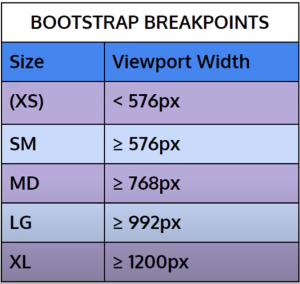 BOOTSTRAP BREAKPOINTS
Size Viewport Width
(XS) < 576px
SM ≥ 576px
MD ≥ 768px
LG ≥ 992px
XL ≥ 1200px